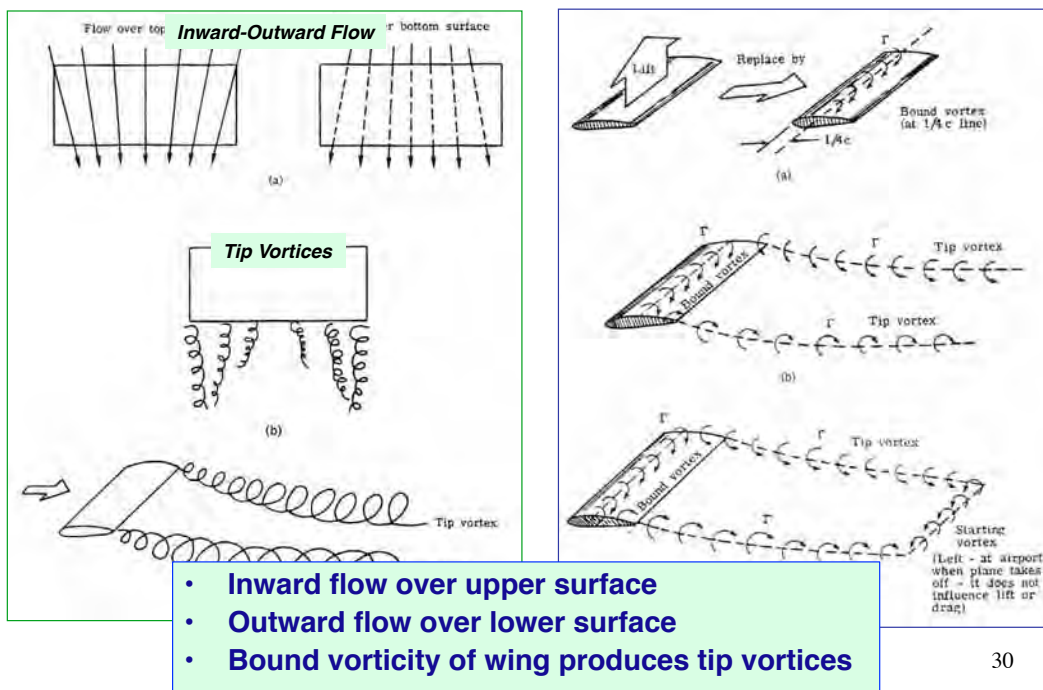 Flow over top
Inward-Outward Flow
bottom surface
(a)
Tip Vortices
(b)
Tip vortex
Lift
Replace by
Γ
Bound vortex
(at 1/4c line)
1/4c
(a)
Γ
Γ
Tip vortex
Bound vortex
Γ
Tip vortex
(b)
Γ
Γ
Tip vortex
Bound vortex
Γ
Starting
vortex
(Left - at airport
when plane takes
off - it does not
influence lift or
drag)
• Inward flow over upper surface
• Outward flow over lower surface
• Bound vorticity of wing produces tip vortices
30